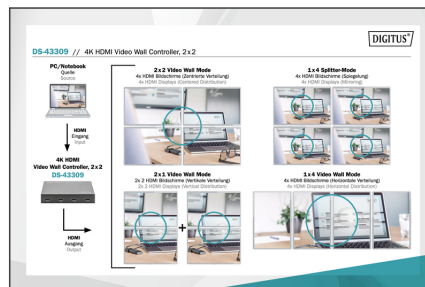 DIGITUS®
DS-43309 // 4K HDMI Video Wall Controller, 2x2
PC/Notebook
Quelle
Source
HDMI
Eingang
Input
4K HDMI
Video Wall Controller, 2x2
DS-43309
HDMI
Ausgang
Output
2x2 Video Wall Mode
4x HDMI Bildschirme (Zentrierte Verteilung)
4x HDMI Displays (Centered Distribution)
1x4 Splitter-Mode
4x HDMI Bildschirme (Spiegelung)
4x HDMI Displays (Mirroring)
2x1 Video Wall Mode
2x 2 HDMI Bildschirme (Vertikale Verteilung)
2x 2 HDMI Displays (Vertical Distribution)
+
1x4 Video Wall Mode
4x HDMI Bildschirme (Horizontale Verteilung)
4x HDMI Displays (Horizontal Distribution)